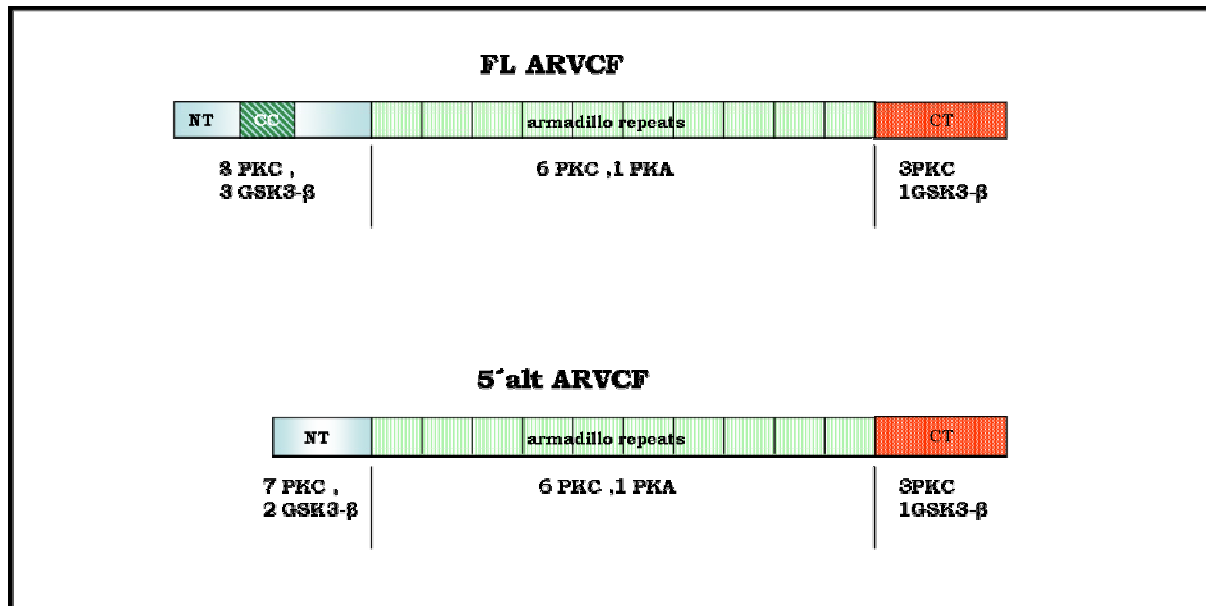 FL ARVCF
NT CC armadillo repeats CT
8 PKC , 6 PKC ,1 PKA 3PKC
3 GSK3-β 1GSK3-β
5´alt ARVCF
NT armadillo repeats CT
7 PKC , 6 PKC ,1 PKA 3PKC
2 GSK3-β 1GSK3-β